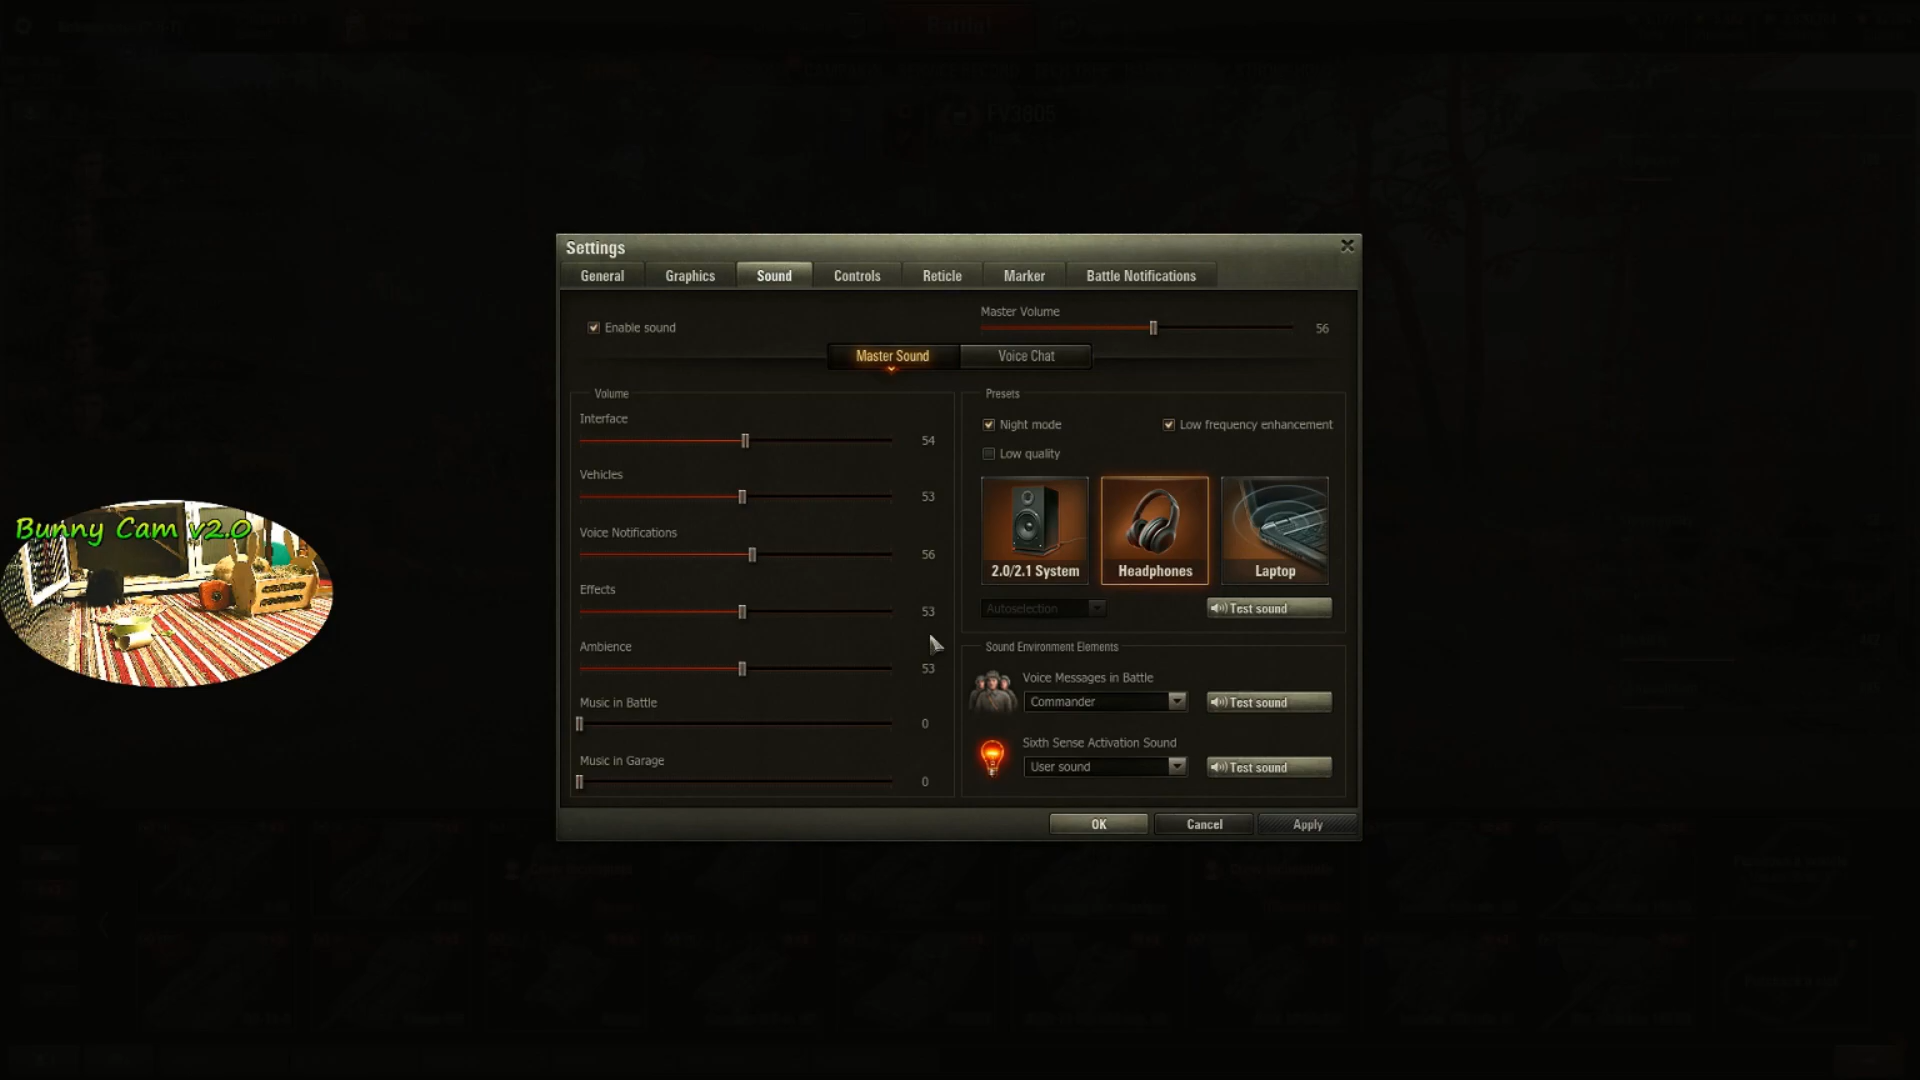 Battle!
FV3805
Settings
General Graphics Sound Controls Reticle Marker Battle Notifications
Enable sound
Master Volume
56
Master Sound Voice Chat
Volume
Interface
54
Vehicles
53
Voice Notifications
56
Effects
53
Ambience
53
Music in Battle
0
Music in Garage
0
Presets
Night mode Low frequency enhancement
Low quality
2.0/2.1 System Headphones Laptop
Autoselection Test sound
Sound Environment Elements
Voice Messages in Battle
Commander Test sound
Sixth Sense Activation Sound
User sound Test sound
OK Cancel Apply
Bunny Cam v2.0